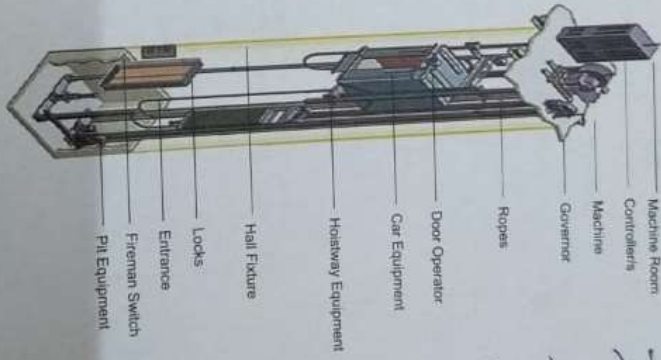 Machine Room
Controller/s
Machine
Governor
Ropes
Door Operator
Car Equipment
Hoistway Equipment
Hall Fixture
Locks
Entrance
Fireman Switch
Pit Equipment